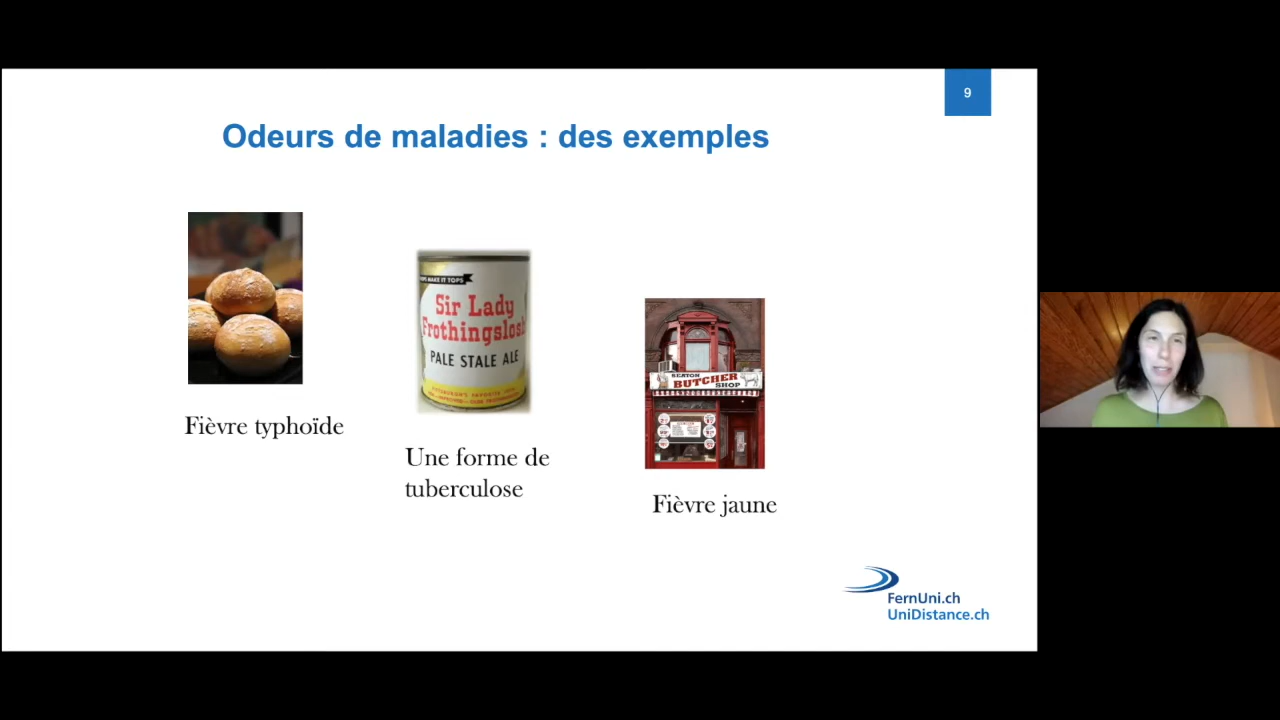 9
Odeurs de maladies : des exemples
Sir Lady
Frothingslosh
PALE STALE ALE
SEATON
BUTCHER
SHOP
Fièvre typhoïde
Une forme de
tuberculose
Fièvre jaune
FernUni.ch
UniDistance.ch